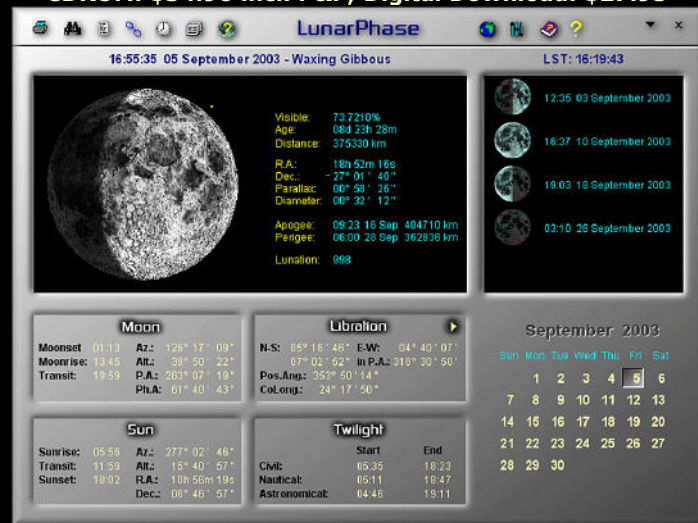 LunarPhase
16:55:35 05 September 2003 - Waxing Gibbous
LST: 16:19:43
Visible: 73.7210%
Age: 08d 23h 28m
Distance: 375330 km
R.A.: 18h 52m 16s
Dec.: -27° 01' 40"
Parallax: 00° 58' 26"
Diameter: 00° 32' 12"
Apogee: 09:23 16 Sep 404710 km
Perigee: 06:00 28 Sep 362836 km
Lunation: 998
12:35 03 September 2003
16:37 10 September 2003
19:03 18 September 2003
03:10 26 September 2003
Moon
Moonset 01:13 Az.: 126° 17' 09"
Moonrise: 13:45 Alt.: 39° 50' 22"
Transit: 19:59 P.A.: 263° 07' 19"
Ph.A: 61° 40' 43"
Libration
N-S: 05° 16' 46" E-W: 04° 40' 07"
07° 02' 52" in P.A.: 318° 30' 50"
Pos.Ang.: 353° 50' 14"
CoLong.: 24° 17' 50"
Sun
Sunrise: 05:56 Az.: 277° 02' 46"
Transit: 11:59 Alt.: 15° 40' 57"
Sunset: 18:02 R.A.: 10h 56m 19s
Dec.: 06° 46' 57"
Twilight
Start End
Civil: 05:35 18:23
Nautical: 05:11 18:47
Astronomical: 04:46 19:11
September 2003
Sun Mon Tue Wed Thu Fri Sat
1 2 3 4 5 6
7 8 9 10 11 12 13
14 15 16 17 18 19 20
21 22 23 24 25 26 27
28 29 30